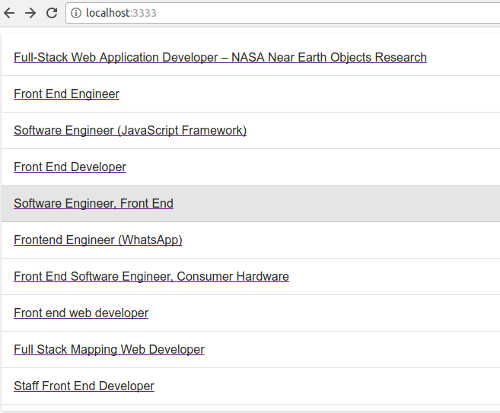 localhost:3333
Full-Stack Web Application Developer – NASA Near Earth Objects Research
Front End Engineer
Software Engineer (JavaScript Framework)
Front End Developer
Software Engineer, Front End
Frontend Engineer (WhatsApp)
Front End Software Engineer, Consumer Hardware
Front end web developer
Full Stack Mapping Web Developer
Staff Front End Developer